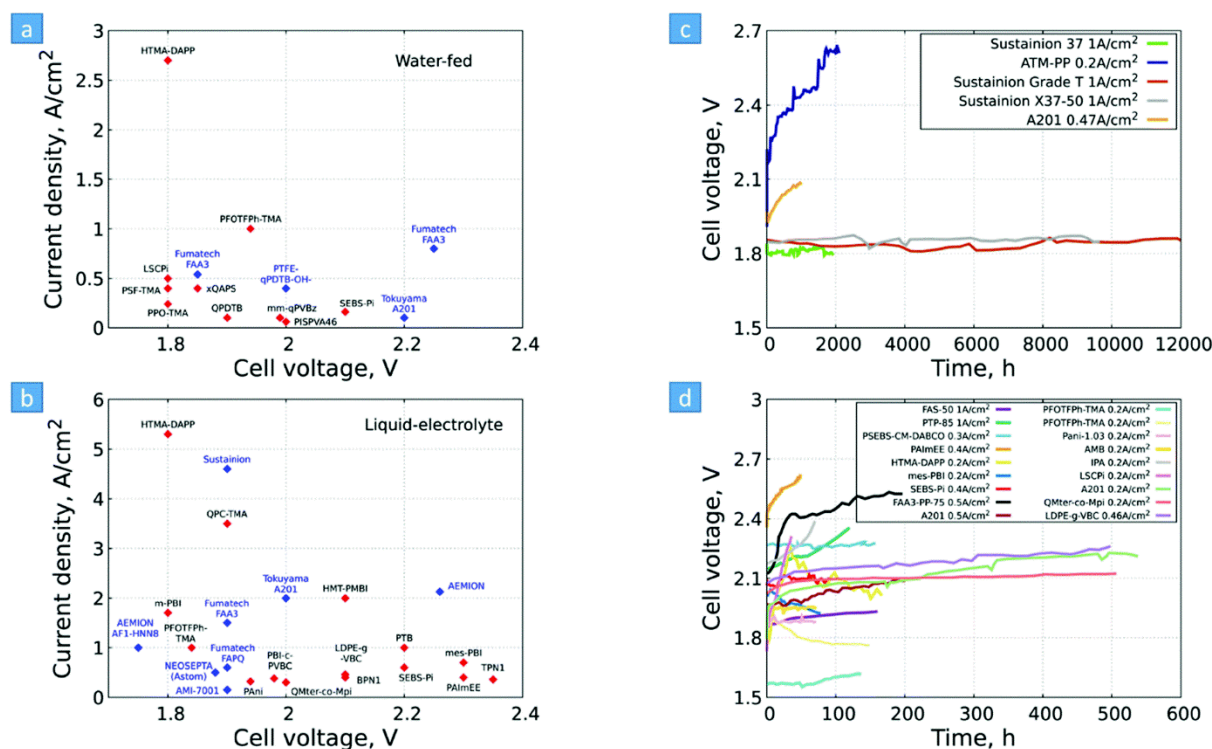 a
Water-fed
Current density, A/cm²
3
2.5
2
1.5
1
0.5
0
1.8
2
2.2
2.4
Cell voltage, V
HTMA-DAPP
PFOTFPh-TMA
Fumatech
FAA3
LSCPi
Fumatech
FAA3
PTFE-
qPDTB-OH-
PSF-TMA
xQAPS
PPO-TMA
QPDTB
mm-qPVBz
PISPVA46
SEBS-Pi
Tokuyama
A201
b
Liquid-electrolyte
Current density, A/cm²
6
5
4
3
2
1
0
1.8
2
2.2
2.4
Cell voltage, V
HTMA-DAPP
Sustainion
QPC-TMA
Tokuyama
A201
HMT-PMBI
AEMION
m-PBI
Fumatech
FAA3
AEMION
AF1-HNN8
PFOTFPh-
TMA
Fumatech
FAPQ
PBI-c-
PVBC
LDPE-g
-VBC
PTB
mes-PBI
TPN1
NEOSEPTA
(Astom)
BPN1
SEBS-Pi
AMI-7001
PAni
QMter-co-Mpi
PAImEE
c
Cell voltage, V
3
2.7
2.4
2.1
1.8
1.5
0
2000
4000
6000
8000
10000
12000
Time, h
Sustainion 37 1A/cm²
ATM-PP 0.2A/cm²
Sustainion Grade T 1A/cm²
Sustainion X37-50 1A/cm²
A201 0.47A/cm²
d
Cell voltage, V
3
2.7
2.4
2.1
1.8
1.5
0
100
200
300
400
500
600
Time, h
FAS-50 1A/cm²
PTP-85 1A/cm²
PSEBS-CM-DABCO 0.3A/cm²
PAImEE 0.4A/cm²
HTMA-DAPP 0.2A/cm²
mes-PBI 0.2A/cm²
SEBS-Pi 0.4A/cm²
FAA3-PP-75 0.5A/cm²
A201 0.5A/cm²
PFOTFPh-TMA 0.2A/cm²
PFOTFPh-TMA 0.2A/cm²
Pani-1.03 0.2A/cm²
AMB 0.2A/cm²
IPA 0.2A/cm²
LSCPi 0.2A/cm²
A201 0.2A/cm²
QMter-co-Mpi 0.2A/cm²
LDPE-g-VBC 0.46A/cm²